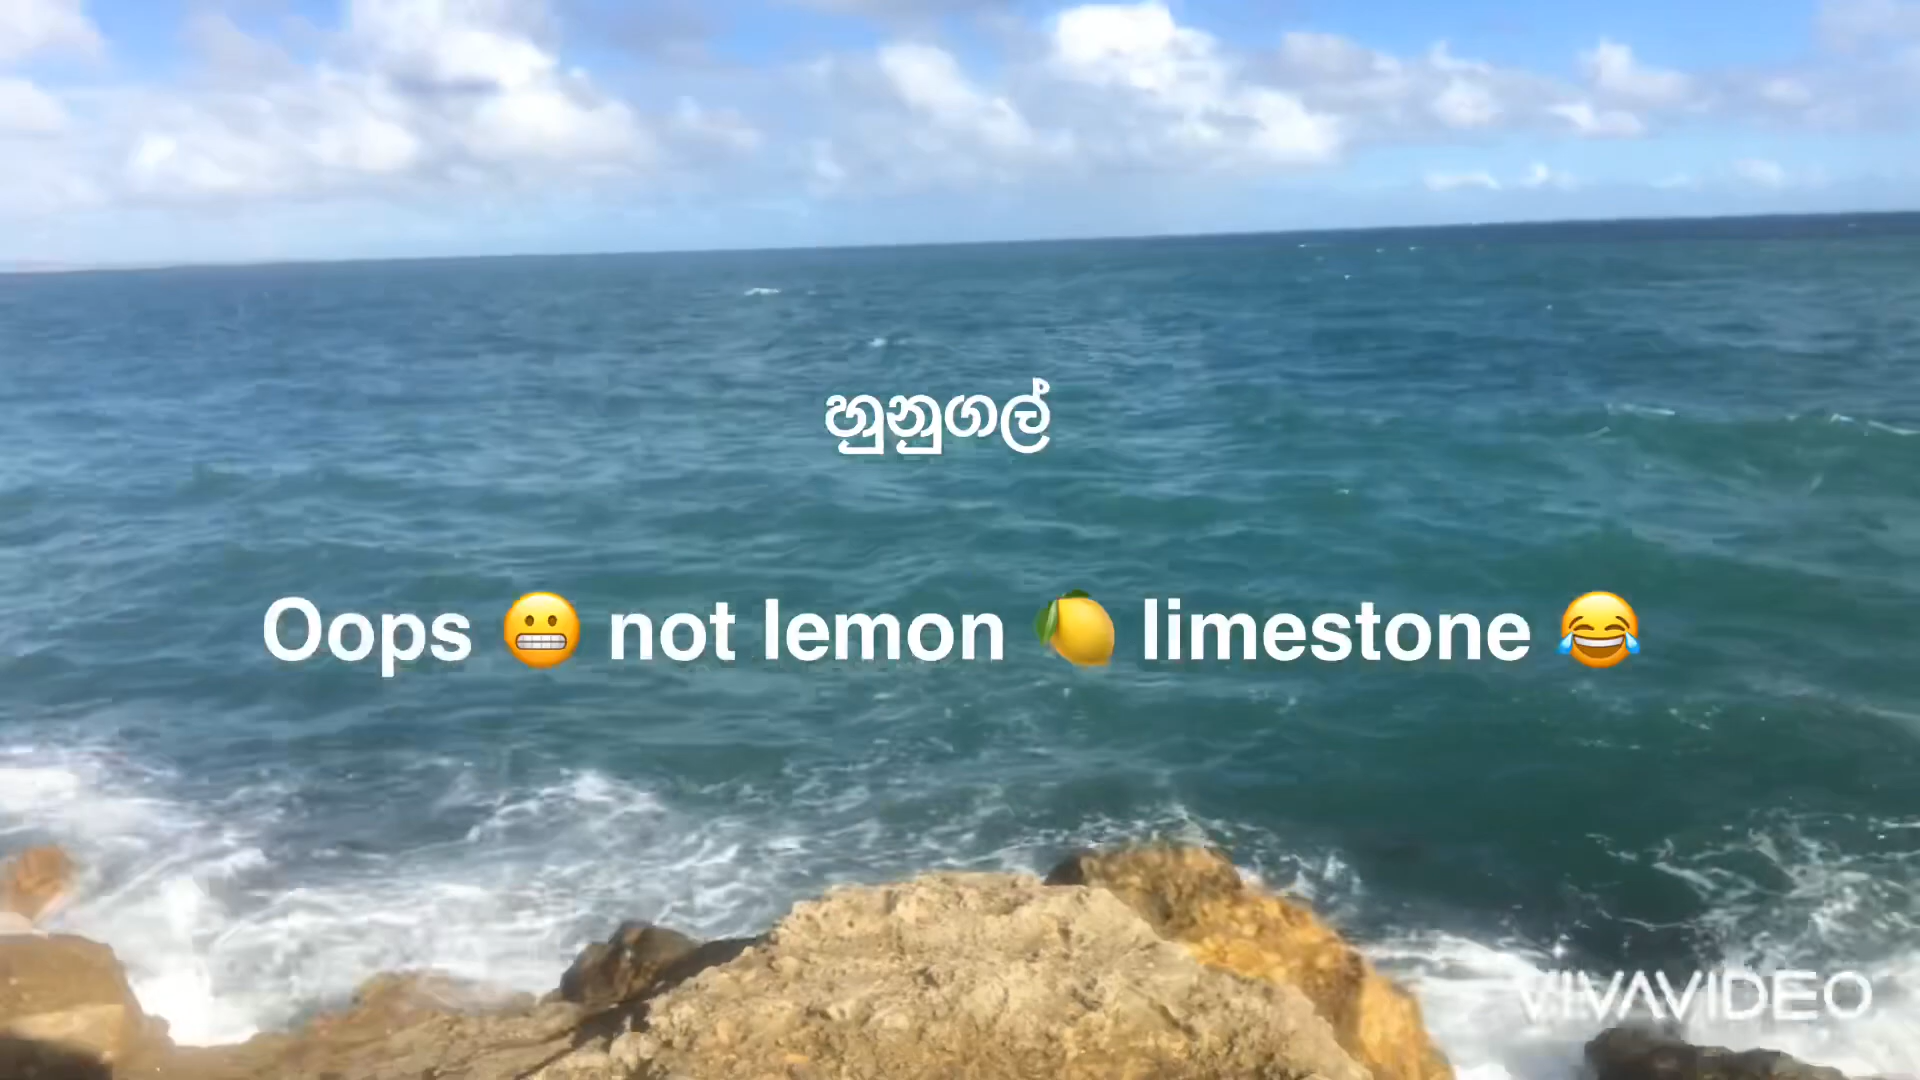 හුනුගල්
Oops 😬 not lemon 🍋 limestone 😂
VIVAVIDEO